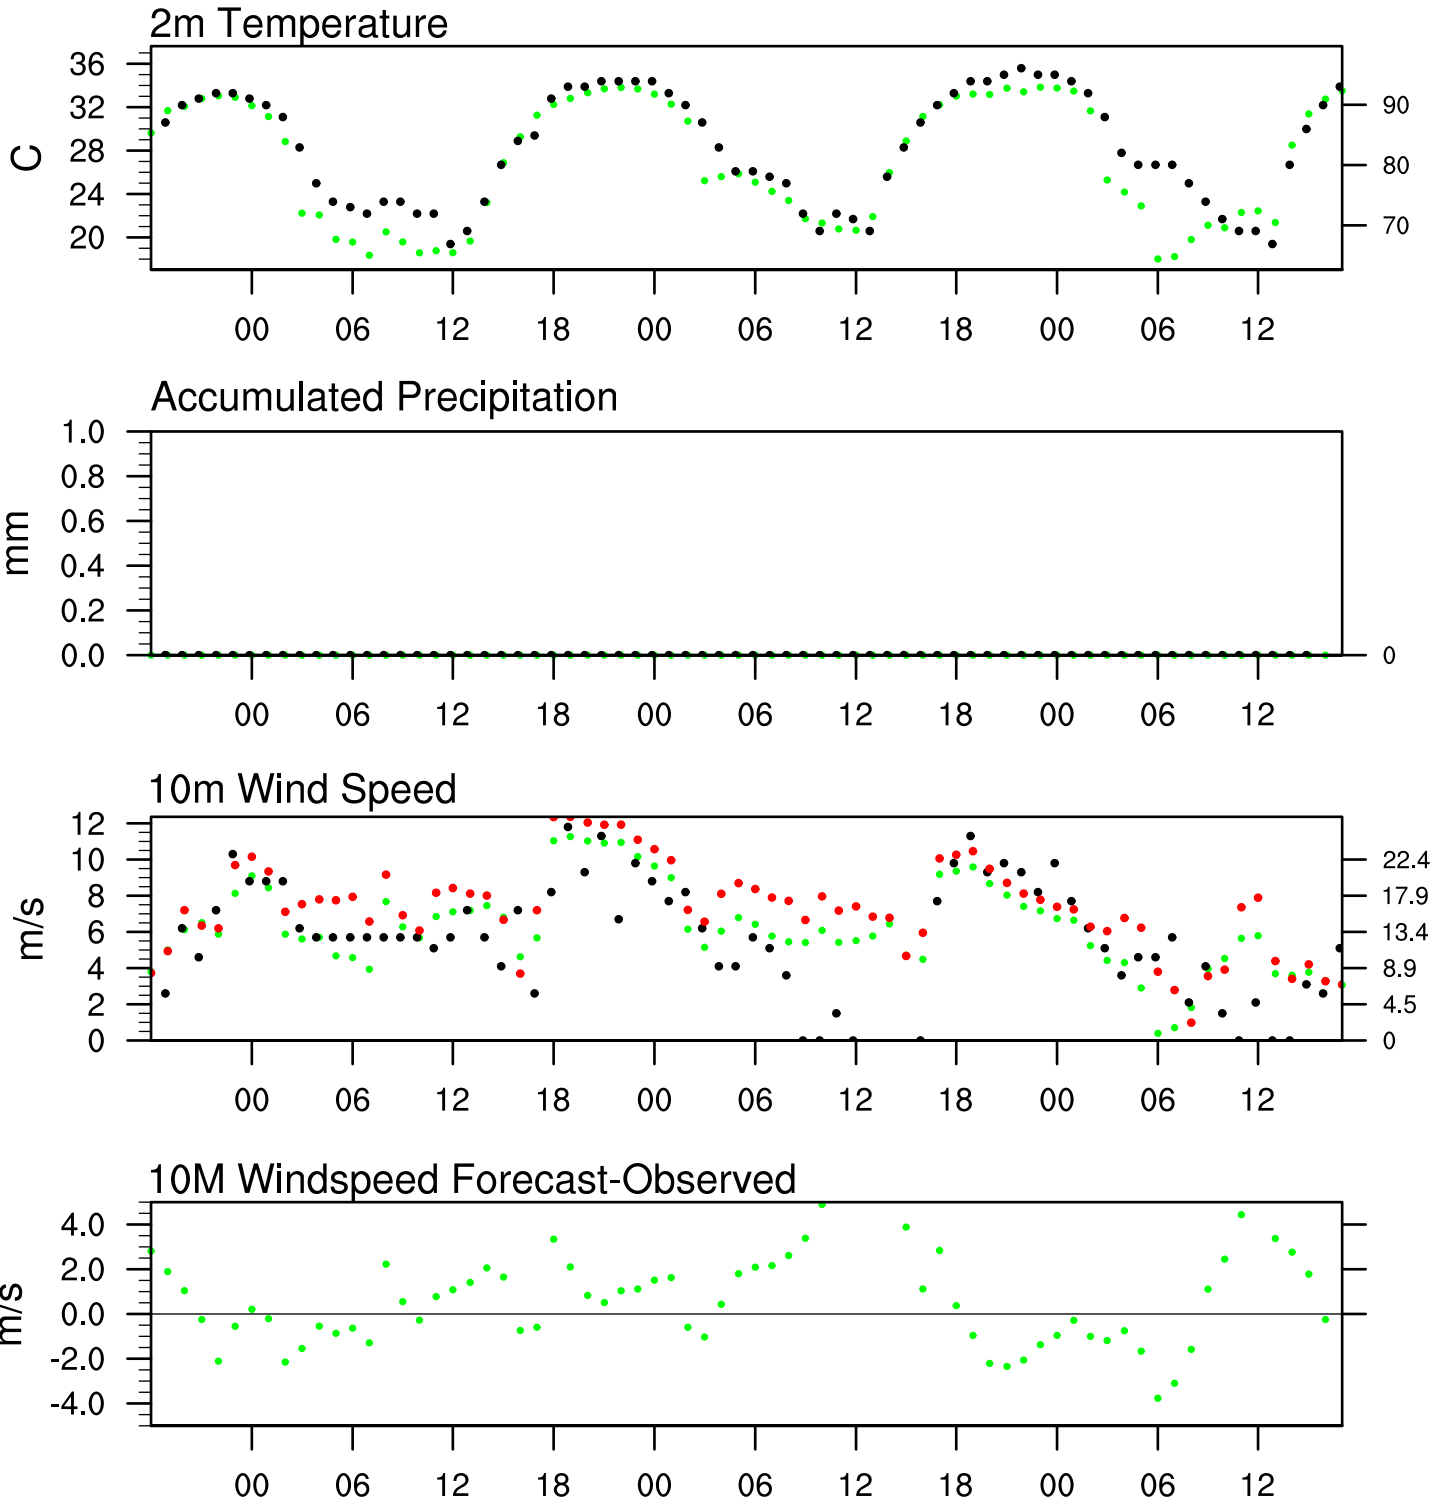 2m Temperature
36
32
28
24
20
C
90
80
70
00 06 12 18 00 06 12 18 00 06 12
Accumulated Precipitation
1.0
0.8
0.6
0.4
0.2
0.0
mm
0
00 06 12 18 00 06 12 18 00 06 12
10m Wind Speed
12
10
8
6
4
2
0
m/s
22.4
17.9
13.4
8.9
4.5
0
00 06 12 18 00 06 12 18 00 06 12
10M Windspeed Forecast-Observed
4.0
2.0
0.0
-2.0
-4.0
m/s
00 06 12 18 00 06 12 18 00 06 12